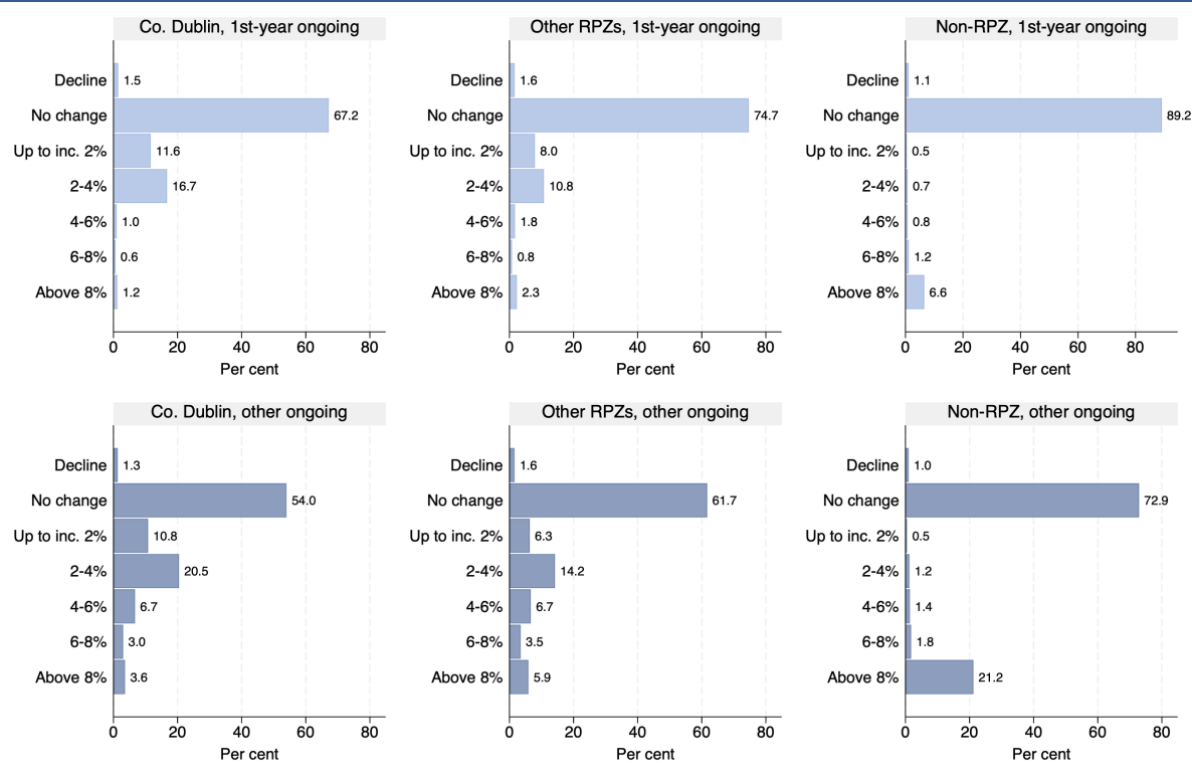 Co. Dublin, 1st-year ongoing
Decline 1.5
No change 67.2
Up to inc. 2% 11.6
2-4% 16.7
4-6% 1.0
6-8% 0.6
Above 8% 1.2
0 20 40 60 80
Per cent
Other RPZs, 1st-year ongoing
Decline 1.6
No change 74.7
Up to inc. 2% 8.0
2-4% 10.8
4-6% 1.8
6-8% 0.8
Above 8% 2.3
0 20 40 60 80
Per cent
Non-RPZ, 1st-year ongoing
Decline 1.1
No change 89.2
Up to inc. 2% 0.5
2-4% 0.7
4-6% 0.8
6-8% 1.2
Above 8% 6.6
0 20 40 60 80
Per cent
Co. Dublin, other ongoing
Decline 1.3
No change 54.0
Up to inc. 2% 10.8
2-4% 20.5
4-6% 6.7
6-8% 3.0
Above 8% 3.6
0 20 40 60 80
Per cent
Other RPZs, other ongoing
Decline 1.6
No change 61.7
Up to inc. 2% 6.3
2-4% 14.2
4-6% 6.7
6-8% 3.5
Above 8% 5.9
0 20 40 60 80
Per cent
Non-RPZ, other ongoing
Decline 1.0
No change 72.9
Up to inc. 2% 0.5
2-4% 1.2
4-6% 1.4
6-8% 1.8
Above 8% 21.2
0 20 40 60 80
Per cent